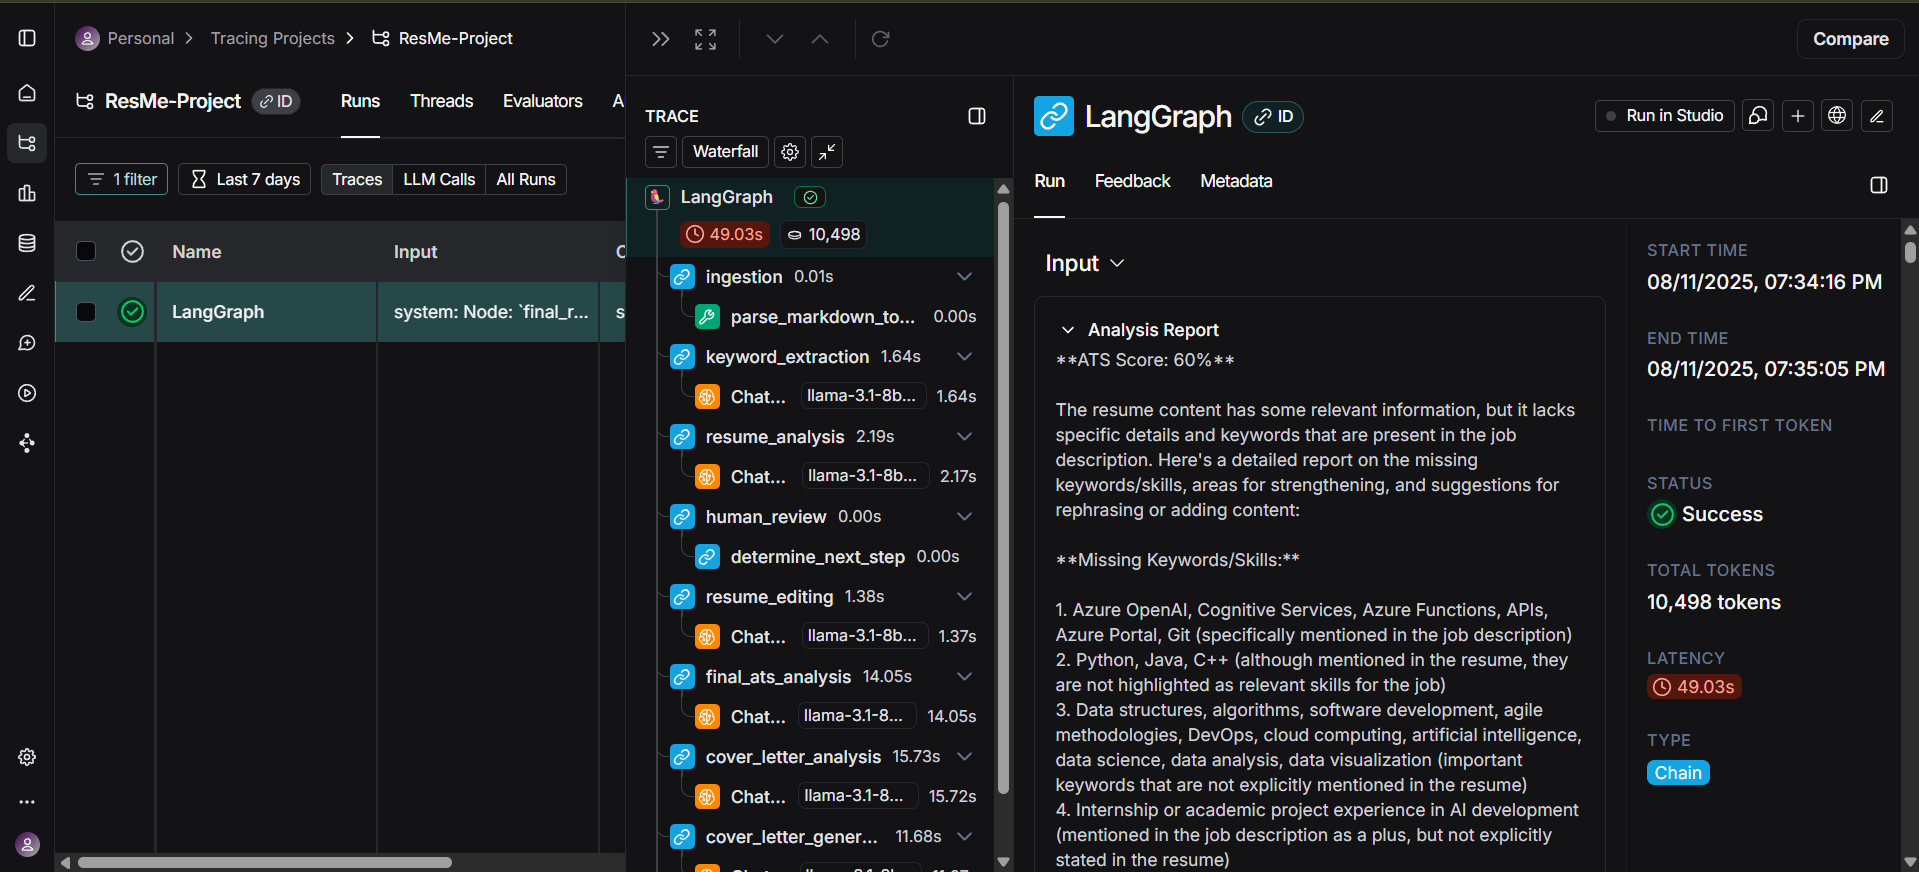 Personal > Tracing Projects > ResMe-Project
Compare
ResMe-Project ID
Runs Threads Evaluators A
1 filter Last 7 days Traces LLM Calls All Runs
Name Input
LangGraph system: Node: `final_r... s
TRACE
Waterfall
LangGraph
49.03s 10,498
ingestion 0.01s
parse_markdown_to... 0.00s
keyword_extraction 1.64s
Chat... llama-3.1-8b... 1.64s
resume_analysis 2.19s
Chat... llama-3.1-8b... 2.17s
human_review 0.00s
determine_next_step 0.00s
resume_editing 1.38s
Chat... llama-3.1-8b... 1.37s
final_ats_analysis 14.05s
Chat... llama-3.1-8... 14.05s
cover_letter_analysis 15.73s
Chat... llama-3.1-8... 15.72s
cover_letter_gener... 11.68s
LangGraph ID
Run in Studio
Run Feedback Metadata
Input
Analysis Report
**ATS Score: 60%**
The resume content has some relevant information, but it lacks
specific details and keywords that are present in the job
description. Here's a detailed report on the missing
keywords/skills, areas for strengthening, and suggestions for
rephrasing or adding content:
**Missing Keywords/Skills:**
1. Azure OpenAI, Cognitive Services, Azure Functions, APIs,
Azure Portal, Git (specifically mentioned in the job description)
2. Python, Java, C++ (although mentioned in the resume, they
are not highlighted as relevant skills for the job)
3. Data structures, algorithms, software development, agile
methodologies, DevOps, cloud computing, artificial intelligence,
data science, data analysis, data visualization (important
keywords that are not explicitly mentioned in the resume)
4. Internship or academic project experience in AI development
(mentioned in the job description as a plus, but not explicitly
stated in the resume)
START TIME
08/11/2025, 07:34:16 PM
END TIME
08/11/2025, 07:35:05 PM
TIME TO FIRST TOKEN
STATUS
Success
TOTAL TOKENS
10,498 tokens
LATENCY
49.03s
TYPE
Chain